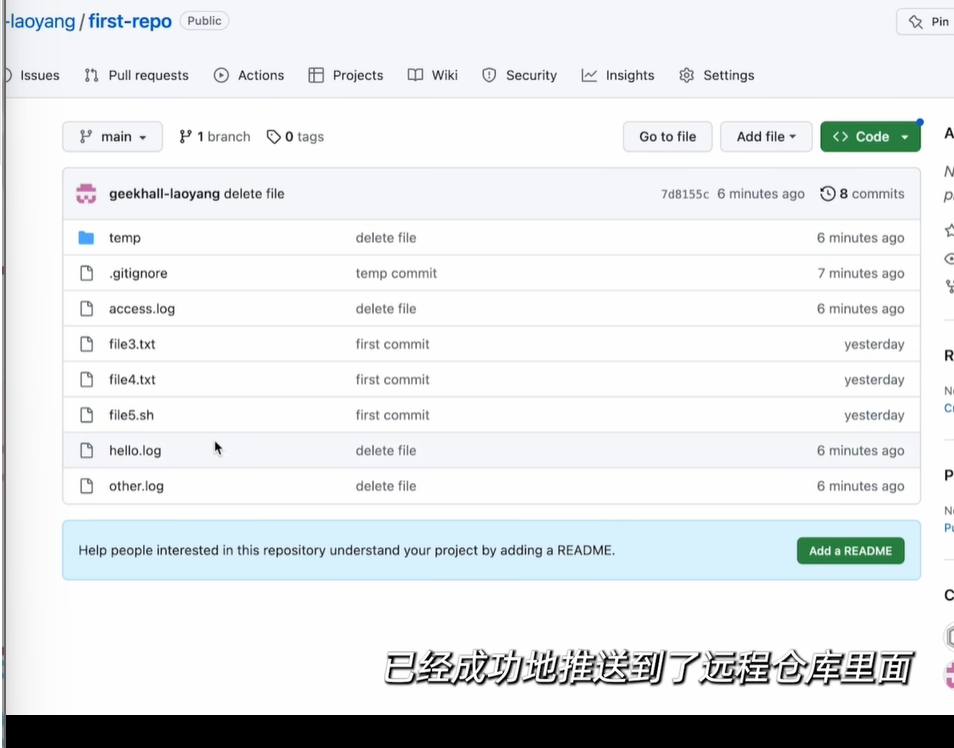 -laoyang / first-repo Public Pin
Issues Pull requests Actions Projects Wiki Security Insights Settings
main 1 branch 0 tags Go to file Add file Code
geekhall-laoyang delete file 7d8155c 6 minutes ago 8 commits
temp delete file 6 minutes ago
.gitignore temp commit 7 minutes ago
access.log delete file 6 minutes ago
file3.txt first commit yesterday
file4.txt first commit yesterday
file5.sh first commit yesterday
hello.log delete file 6 minutes ago
other.log delete file 6 minutes ago
Help people interested in this repository understand your project by adding a README. Add a README
已经成功地推送到了远程仓库里面